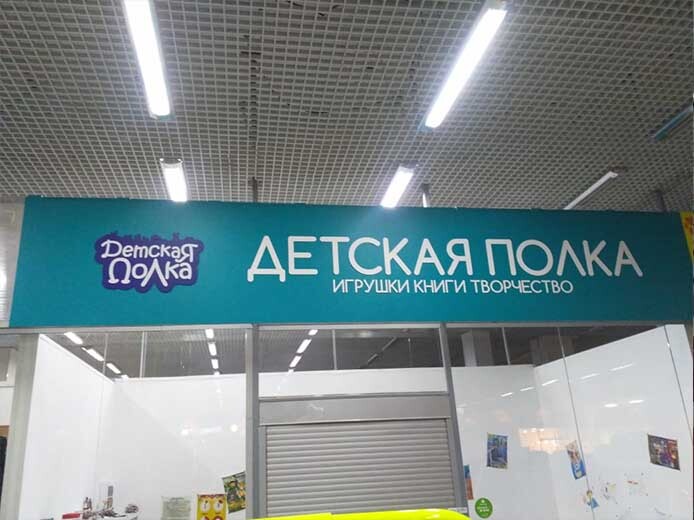 Детская
Полка
ДЕТСКАЯ ПОЛКА
ИГРУШКИ КНИГИ ТВОРЧЕСТВО